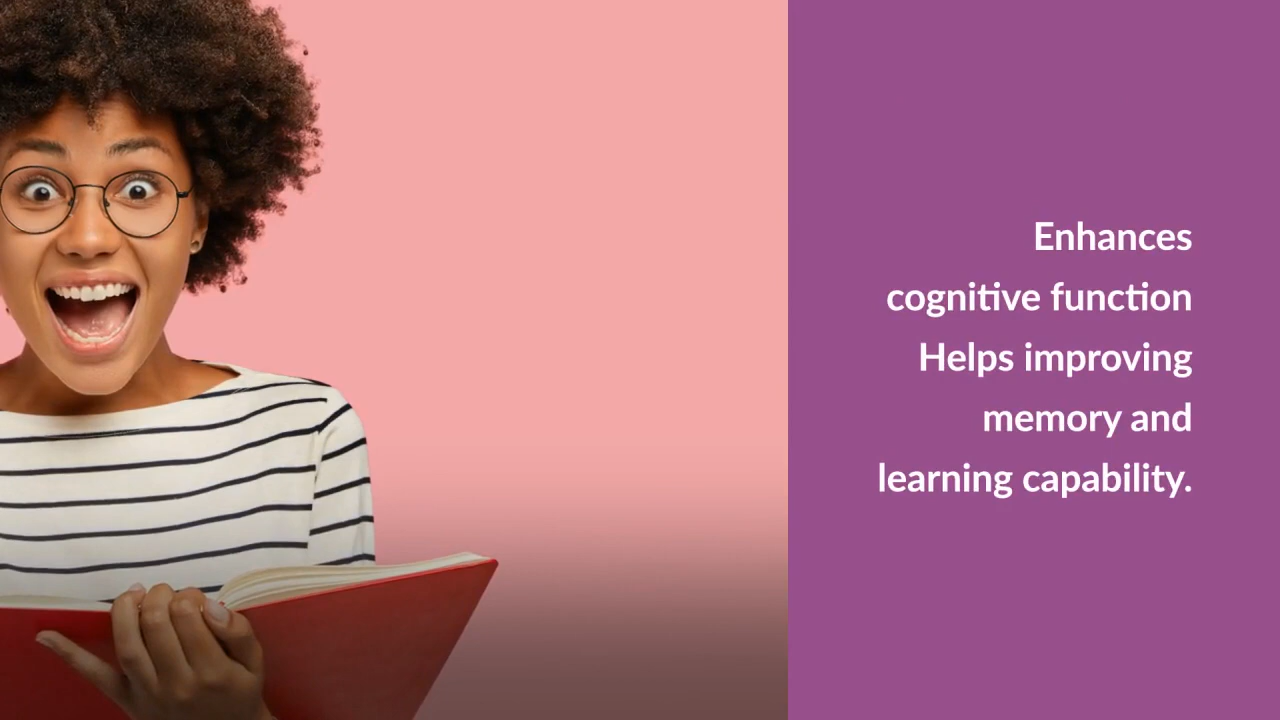 Enhances
cognitive function
Helps improving
memory and
learning capability.